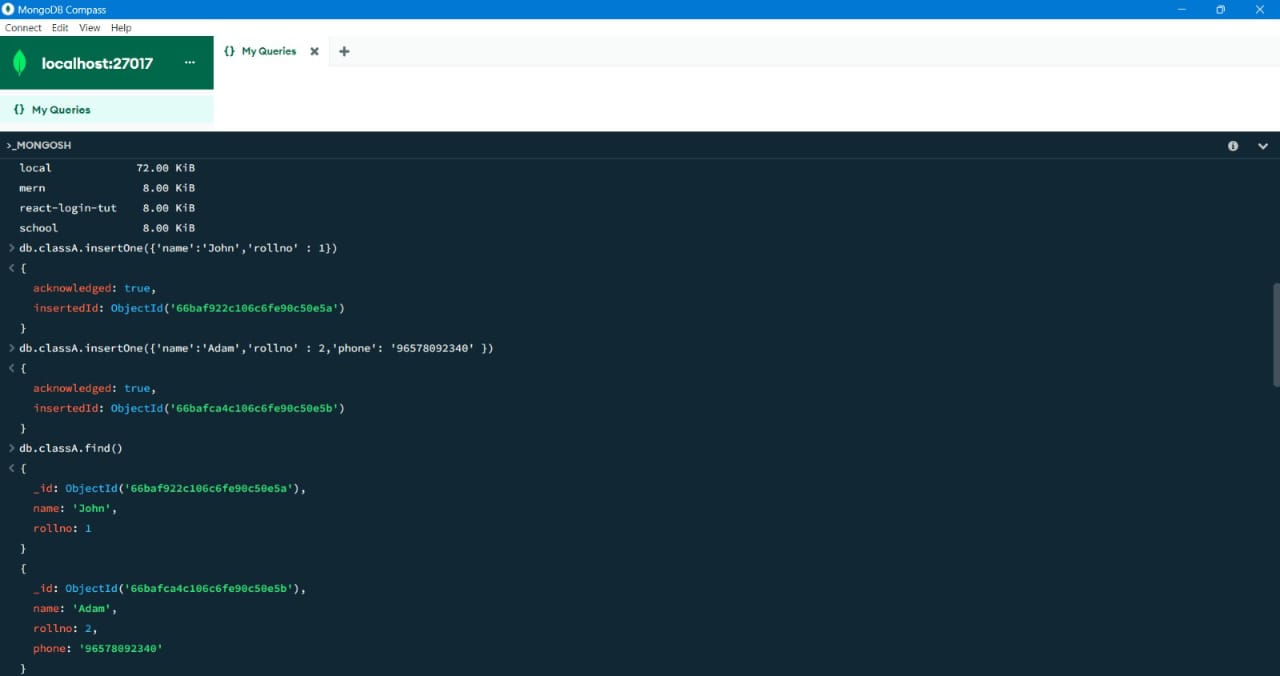 MongoDB Compass
Connect Edit View Help
localhost:27017 ...
{} My Queries
{} My Queries
>_MONGOSH
local 72.00 KiB
mern 8.00 KiB
react-login-tut 8.00 KiB
school 8.00 KiB
> db.classA.insertOne({'name':'John','rollno' : 1})
< {
acknowledged: true,
insertedId: ObjectId('66baf922c106c6fe90c50e5a')
}
> db.classA.insertOne({'name':'Adam','rollno' : 2,'phone': '96578092340' })
< {
acknowledged: true,
insertedId: ObjectId('66bafca4c106c6fe90c50e5b')
}
> db.classA.find()
< {
_id: ObjectId('66baf922c106c6fe90c50e5a'),
name: 'John',
rollno: 1
}
{
_id: ObjectId('66bafca4c106c6fe90c50e5b'),
name: 'Adam',
rollno: 2,
phone: '96578092340'
}